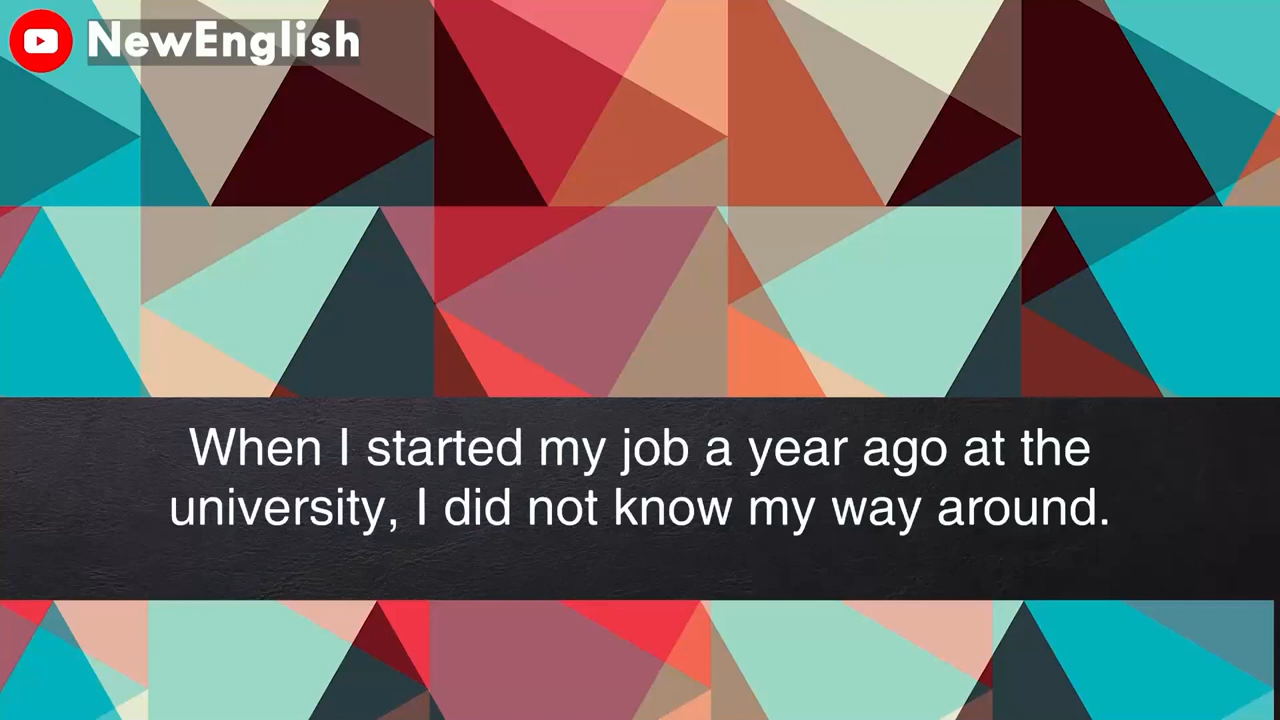 NewEnglish
When I started my job a year ago at the
university, I did not know my way around.